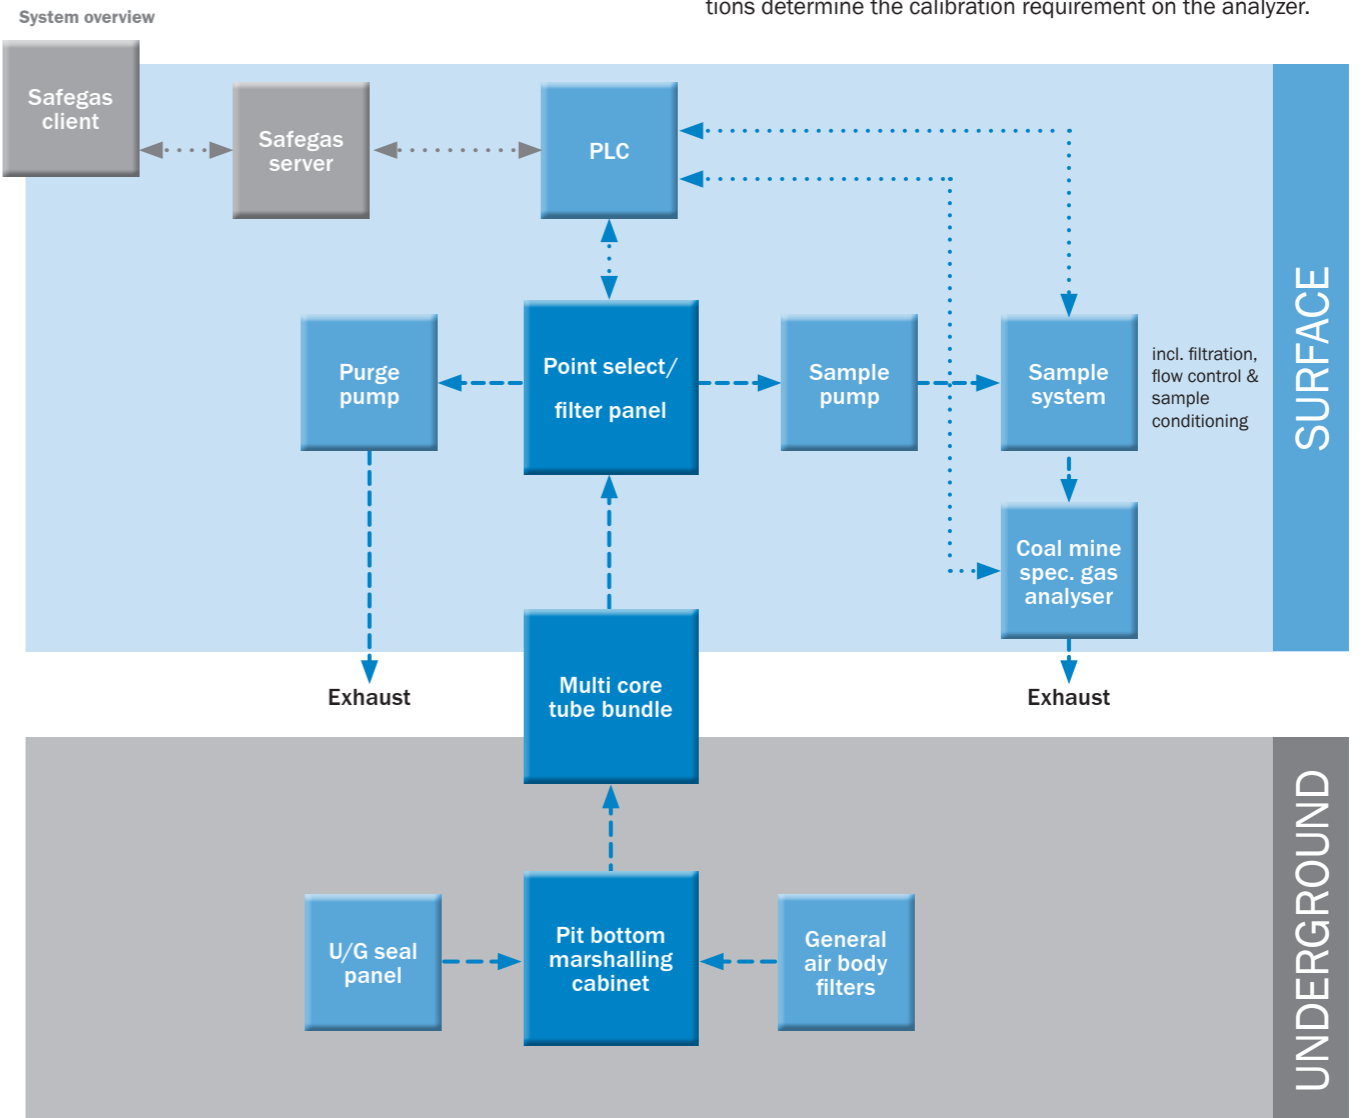 tions determine the calibration requirement on the analyzer.
System overview
Safegas
client
Safegas
server
PLC
Purge
pump
Point select/
filter panel
Sample
pump
Sample
system
incl. filtration,
flow control &
sample
conditioning
SURFACE
Coal mine
spec. gas
analyser
Exhaust
Multi core
tube bundle
Exhaust
U/G seal
panel
Pit bottom
marshalling
cabinet
General
air body
filters
UNDERGROUND